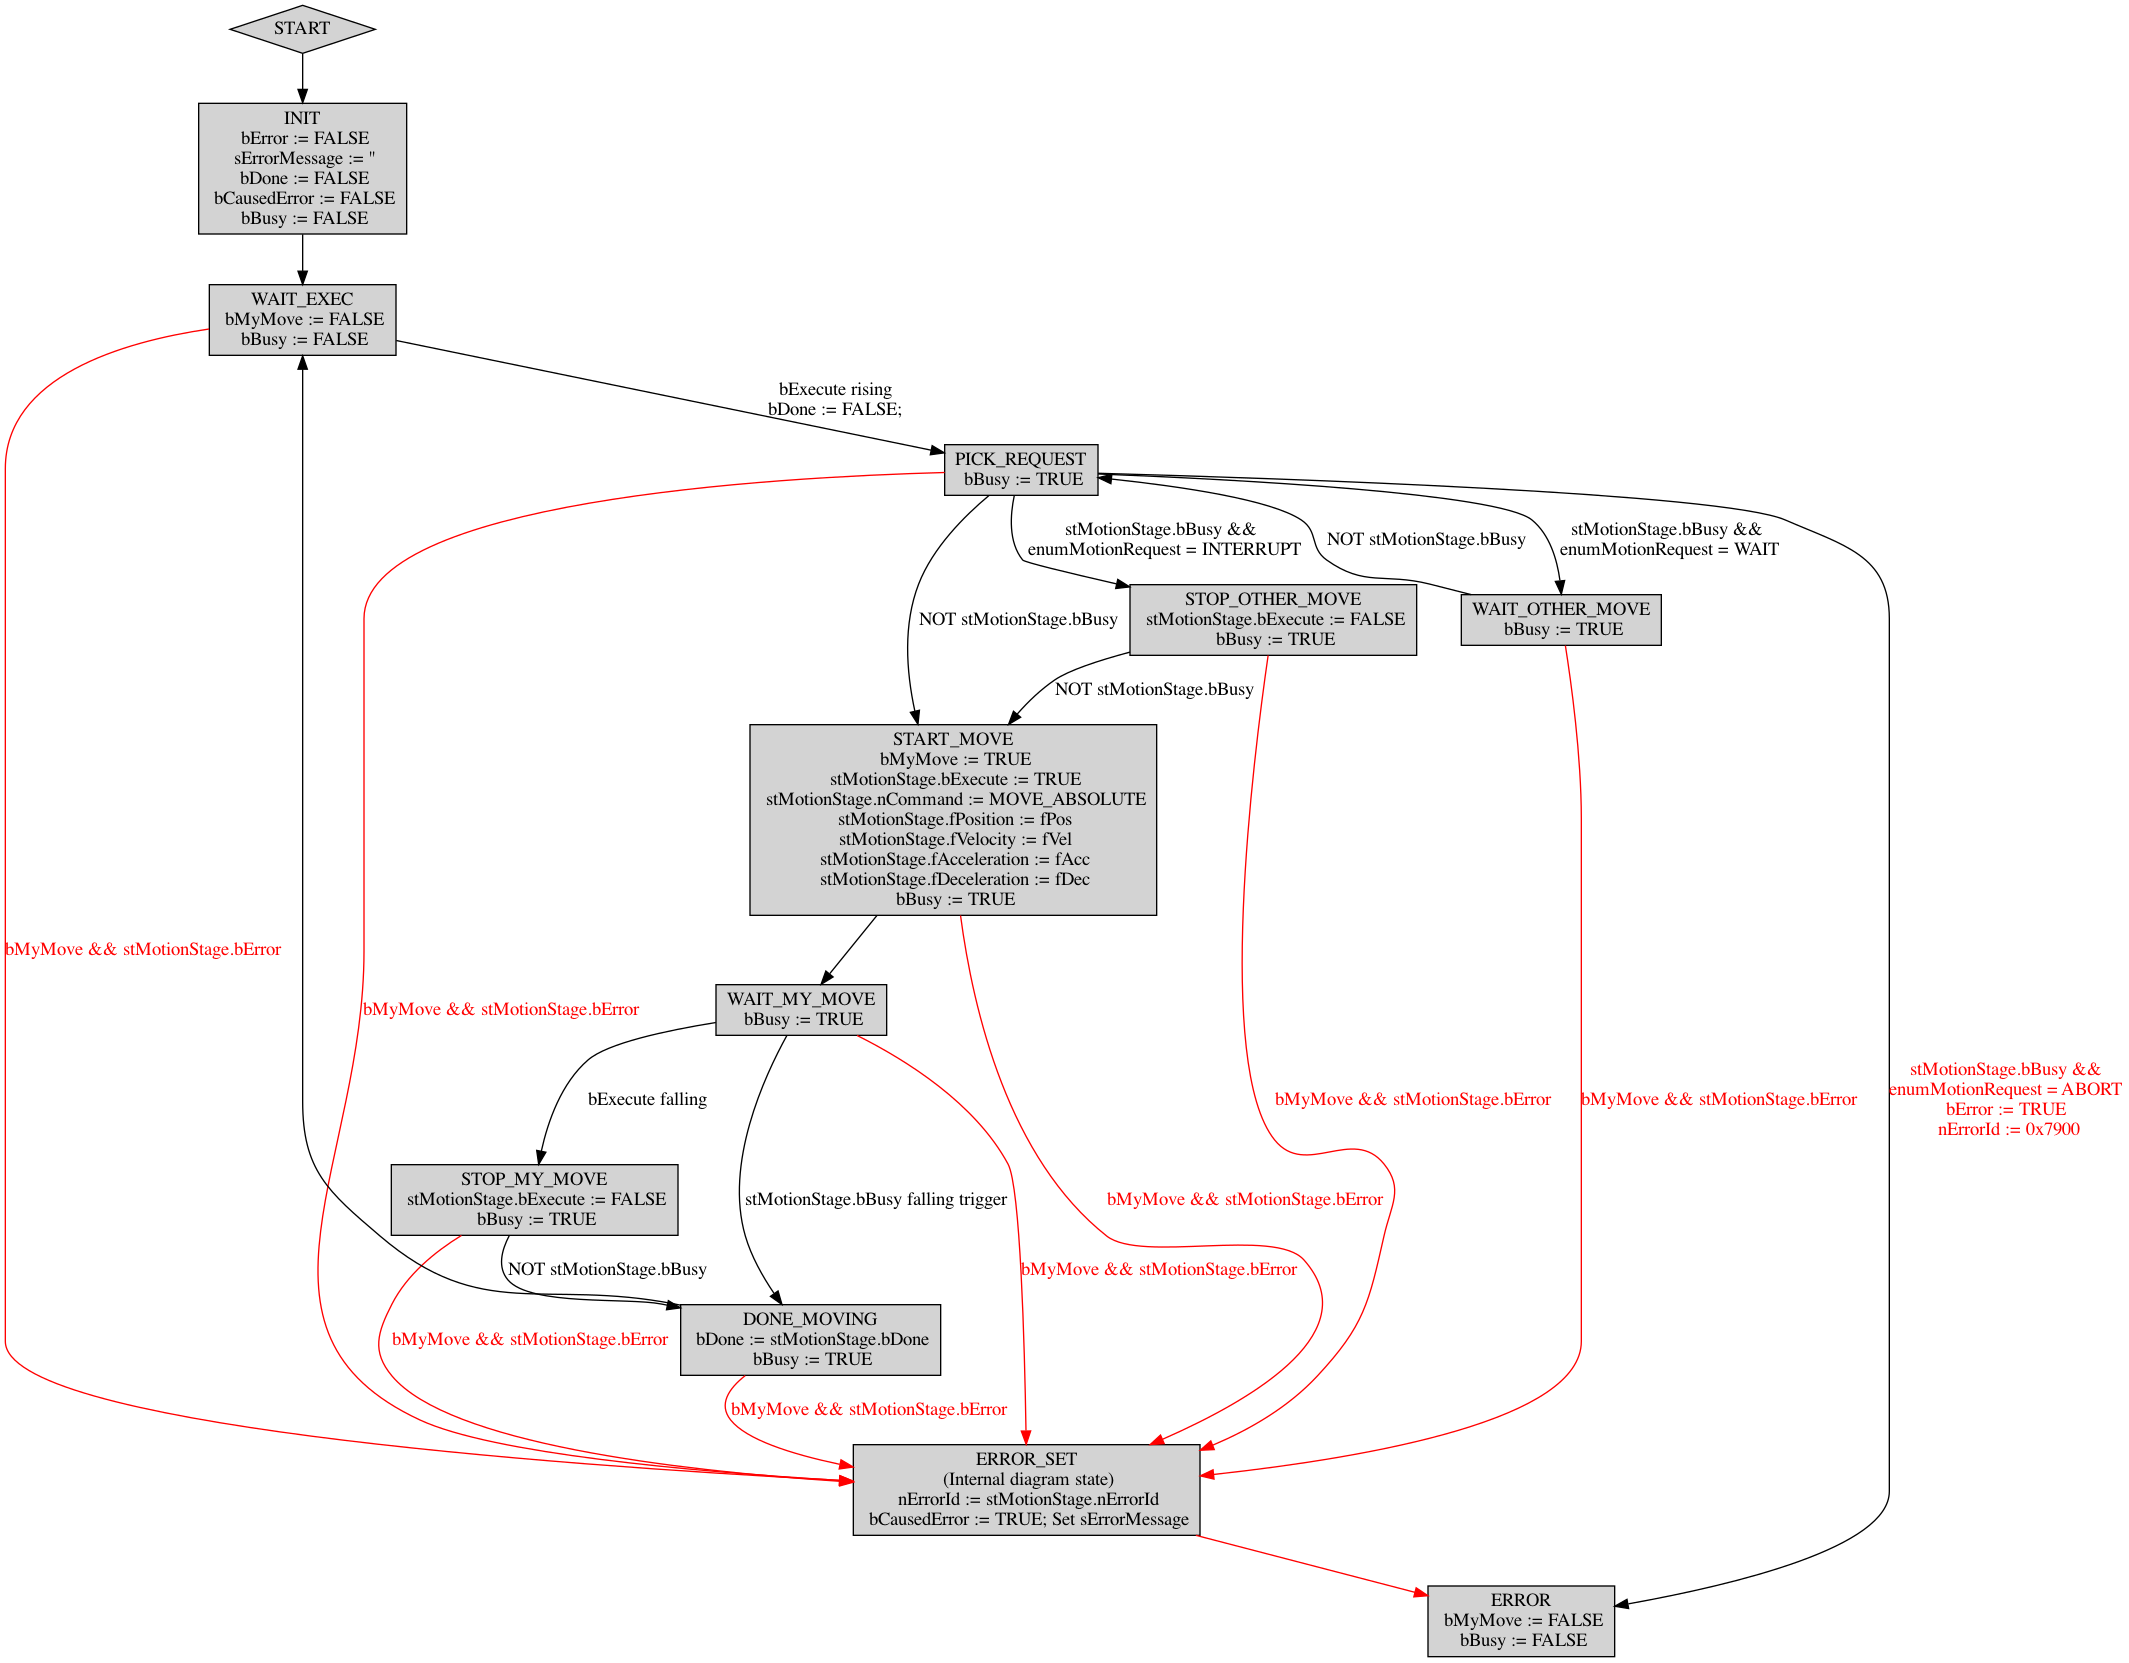 START
INIT
bError := FALSE
sErrorMessage := ''
bDone := FALSE
bCausedError := FALSE
bBusy := FALSE
WAIT_EXEC
bMyMove := FALSE
bBusy := FALSE
bExecute rising
bDone := FALSE;
PICK_REQUEST
bBusy := TRUE
stMotionStage.bBusy &&
enumMotionRequest = INTERRUPT
NOT stMotionStage.bBusy
stMotionStage.bBusy &&
enumMotionRequest = WAIT
NOT stMotionStage.bBusy
STOP_OTHER_MOVE
stMotionStage.bExecute := FALSE
bBusy := TRUE
WAIT_OTHER_MOVE
bBusy := TRUE
NOT stMotionStage.bBusy
START_MOVE
bMyMove := TRUE
stMotionStage.bExecute := TRUE
stMotionStage.nCommand := MOVE_ABSOLUTE
stMotionStage.fPosition := fPos
stMotionStage.fVelocity := fVel
stMotionStage.fAcceleration := fAcc
stMotionStage.fDeceleration := fDec
bBusy := TRUE
bMyMove && stMotionStage.bError
bMyMove && stMotionStage.bError
WAIT_MY_MOVE
bBusy := TRUE
bExecute falling
bMyMove && stMotionStage.bError
bMyMove && stMotionStage.bError
stMotionStage.bBusy &&
enumMotionRequest = ABORT
bError := TRUE
nErrorId := 0x7900
STOP_MY_MOVE
stMotionStage.bExecute := FALSE
bBusy := TRUE
stMotionStage.bBusy falling trigger
bMyMove && stMotionStage.bError
NOT stMotionStage.bBusy
bMyMove && stMotionStage.bError
bMyMove && stMotionStage.bError
DONE_MOVING
bDone := stMotionStage.bDone
bBusy := TRUE
bMyMove && stMotionStage.bError
ERROR_SET
(Internal diagram state)
nErrorId := stMotionStage.nErrorId
bCausedError := TRUE; Set sErrorMessage
ERROR
bMyMove := FALSE
bBusy := FALSE